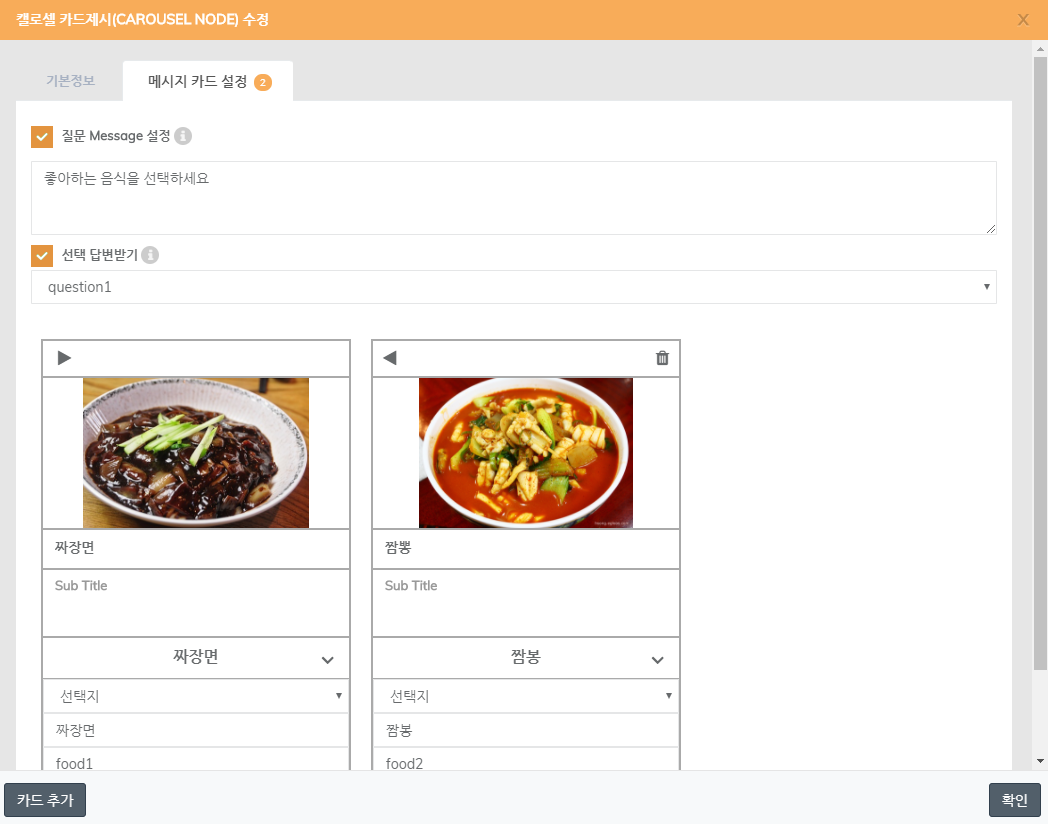 캘로셀 카드제시(CAROUSEL NODE) 수정 X
기본정보 메시지 카드 설정 2
질문 Message 설정
좋아하는 음식을 선택하세요
선택 답변받기
question1
짜장면 짬뽕
Sub Title Sub Title
짜장면 짬봉
선택지 선택지
짜장면 짬봉
food1 food2
카드 추가 확인